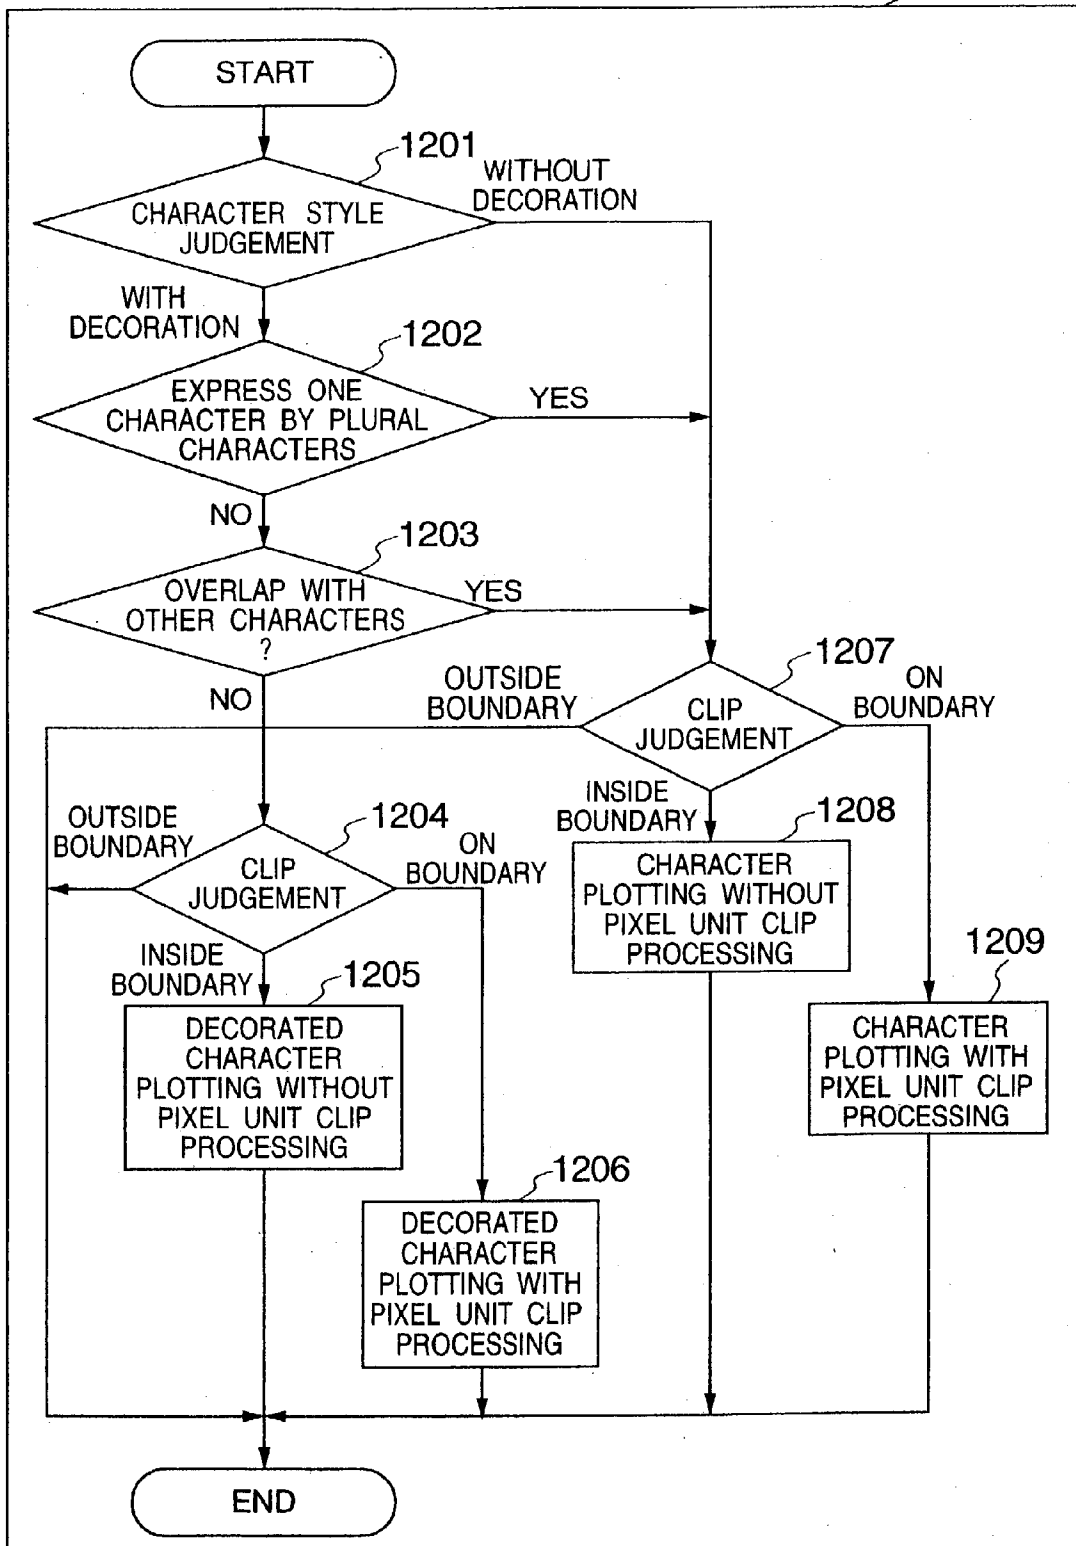 START
1201
WITHOUT
DECORATION
CHARACTER STYLE
JUDGEMENT
WITH
DECORATION
1202
EXPRESS ONE
CHARACTER BY PLURAL
CHARACTERS
YES
NO
1203
OVERLAP WITH
OTHER CHARACTERS
?
YES
NO
1207
OUTSIDE
BOUNDARY
CLIP
JUDGEMENT
ON
BOUNDARY
INSIDE
BOUNDARY
1208
CHARACTER
PLOTTING WITHOUT
PIXEL UNIT CLIP
PROCESSING
OUTSIDE
BOUNDARY
1204
CLIP
JUDGEMENT
ON
BOUNDARY
INSIDE
BOUNDARY
1205
DECORATED
CHARACTER
PLOTTING WITHOUT
PIXEL UNIT CLIP
PROCESSING
1209
CHARACTER
PLOTTING WITH
PIXEL UNIT CLIP
PROCESSING
1206
DECORATED
CHARACTER
PLOTTING WITH
PIXEL UNIT CLIP
PROCESSING
END